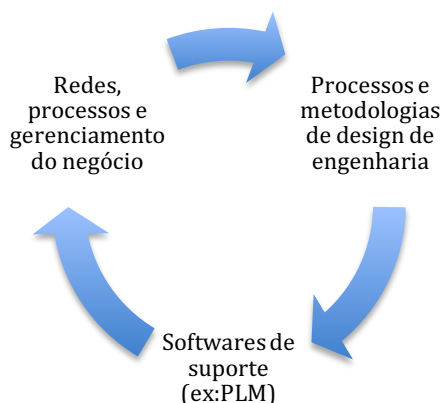 Redes,
processos e
gerenciamento
do negócio
Processos e
metodologias
de design de
engenharia
Softwares de
suporte
(ex:PLM)